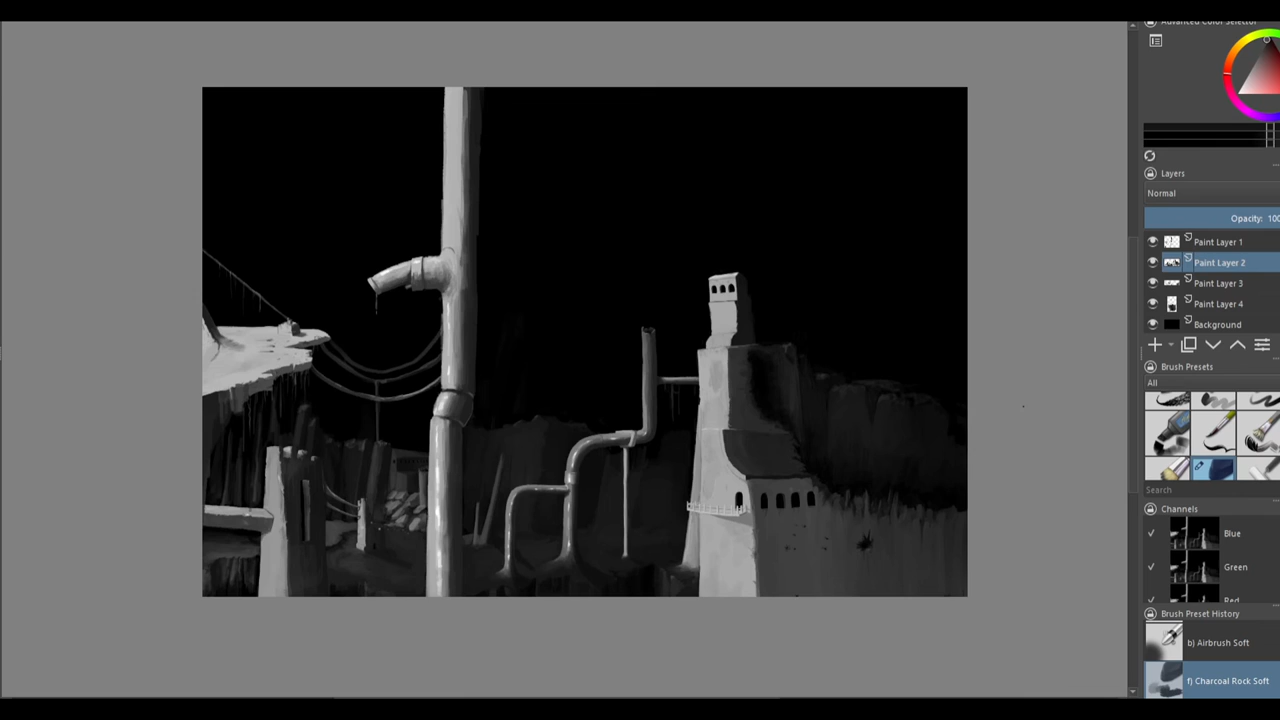 Advanced Color Selector
Layers
Normal
Opacity: 100
Paint Layer 1
Paint Layer 2
Paint Layer 3
Paint Layer 4
Background
Brush Presets
All
Search
Channels
Blue
Green
Red
Brush Preset History
b) Airbrush Soft
f) Charcoal Rock Soft